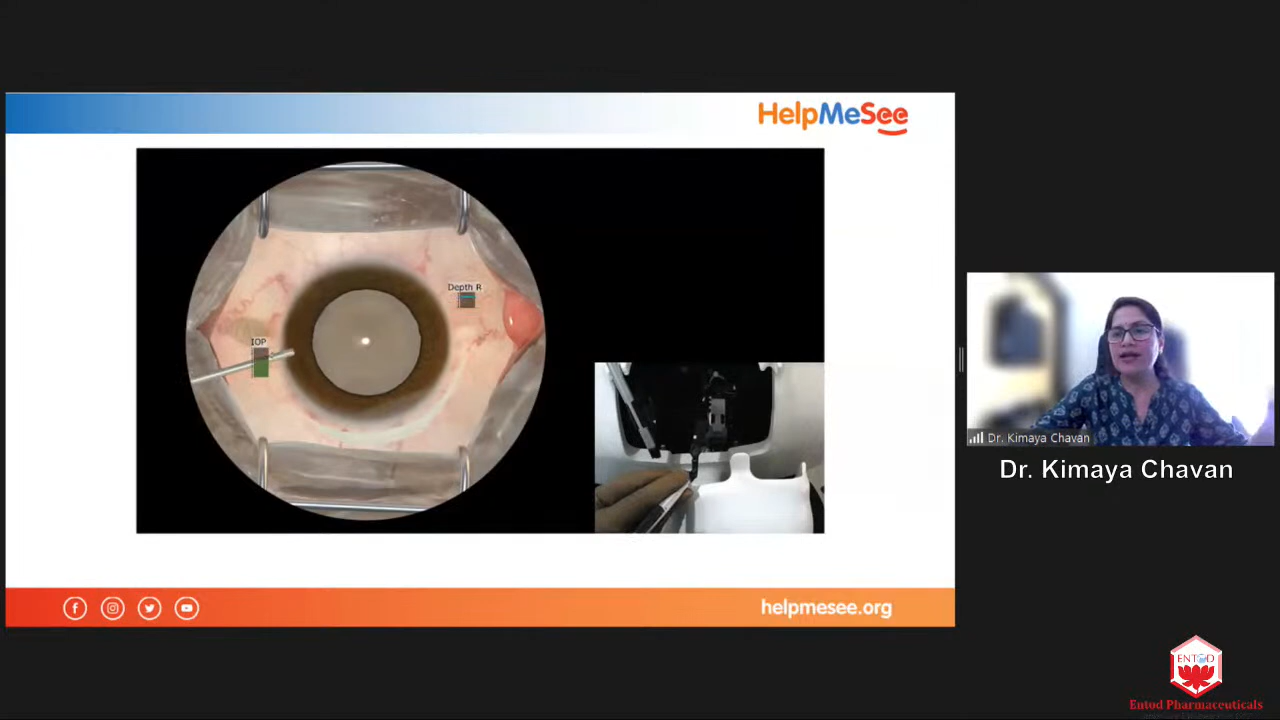 HelpMeSee
Depth R
IOP
Dr. Kimaya Chavan
Dr. Kimaya Chavan
f
helpmesee.org
ENTOD
Entod Pharmaceuticals